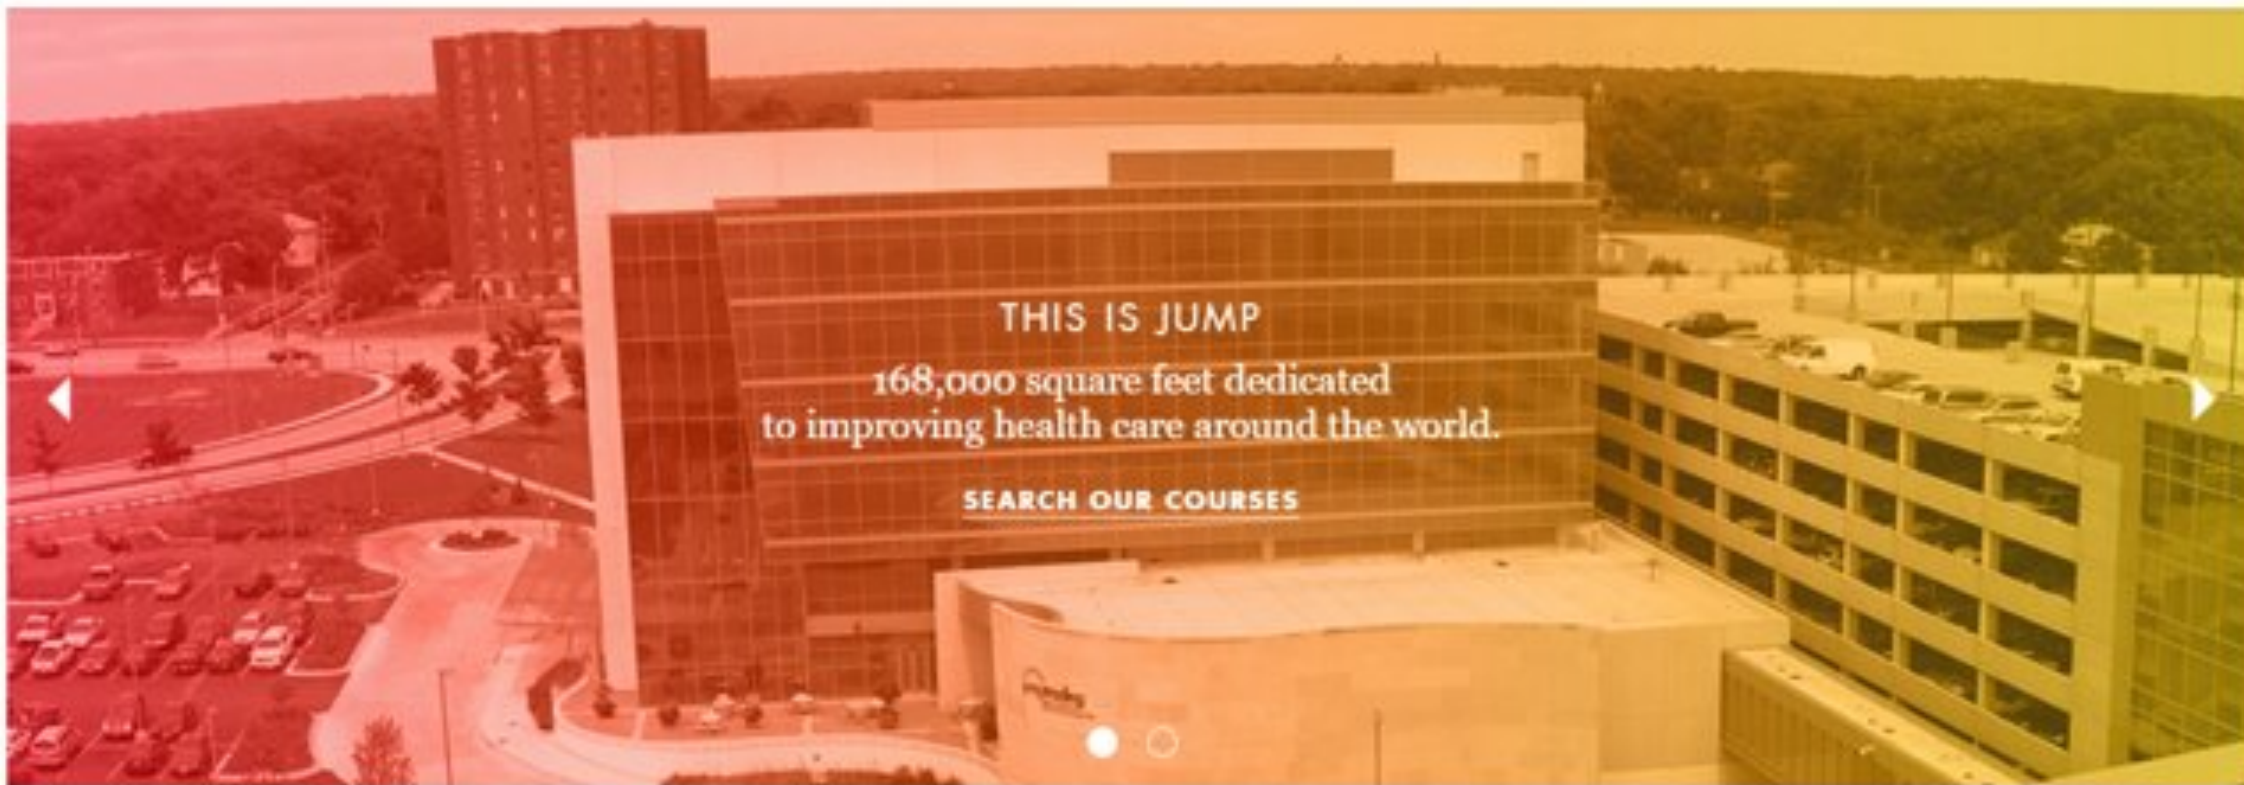 THIS IS JUMP
168,000 square feet dedicated
to improving health care around the world.
SEARCH OUR COURSES